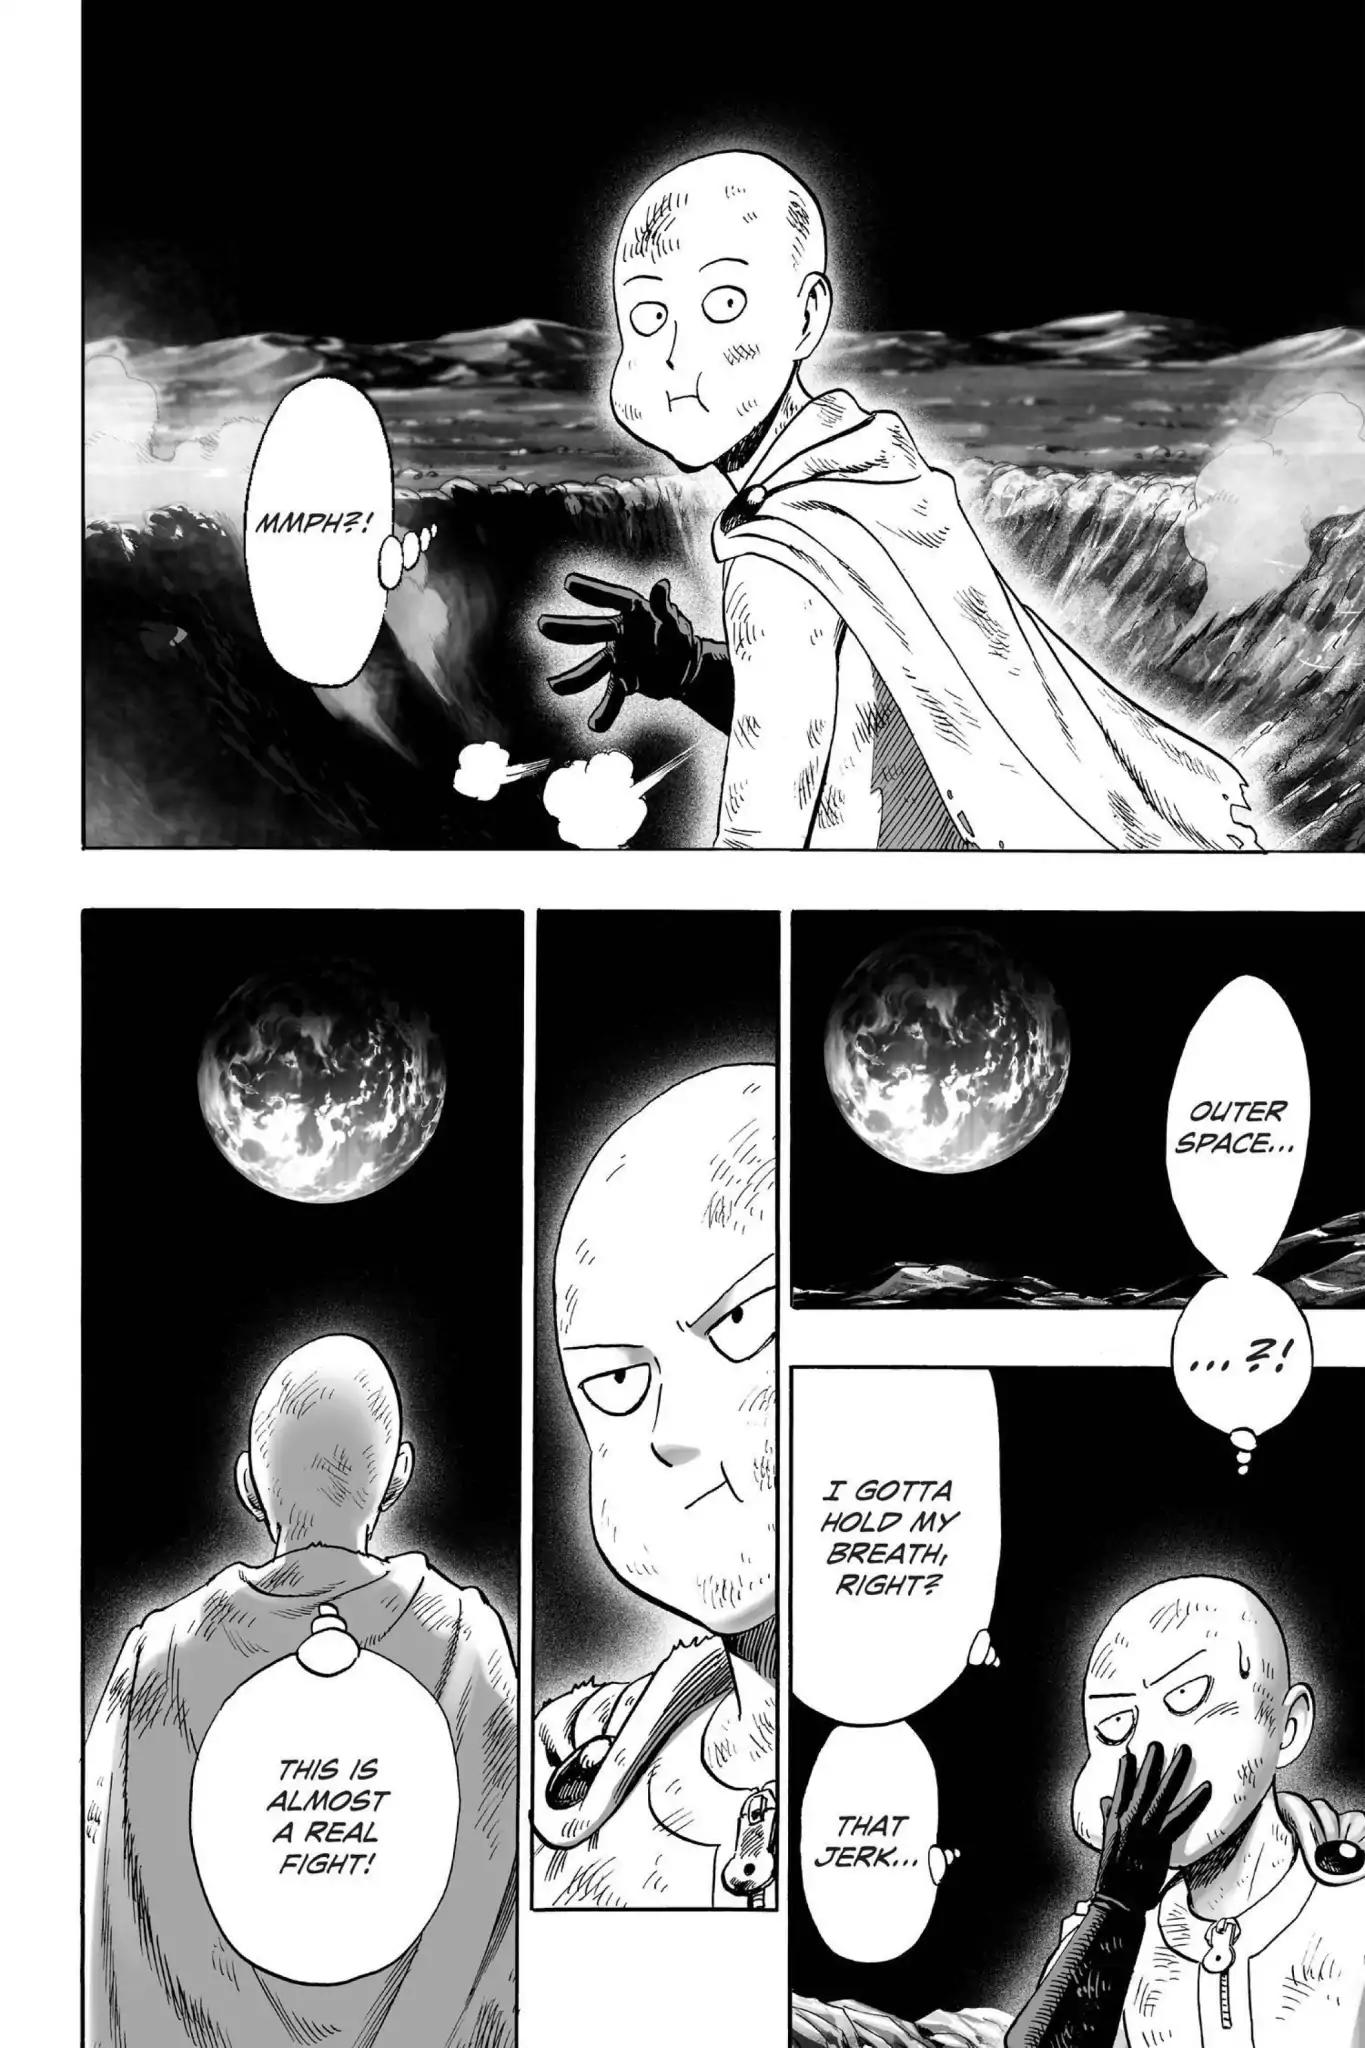 MMPH?!
OUTER
SPACE...
...?!
I GOTTA
HOLD MY
BREATH,
RIGHT?
THAT
JERK...
THIS IS
ALMOST
A REAL
FIGHT!